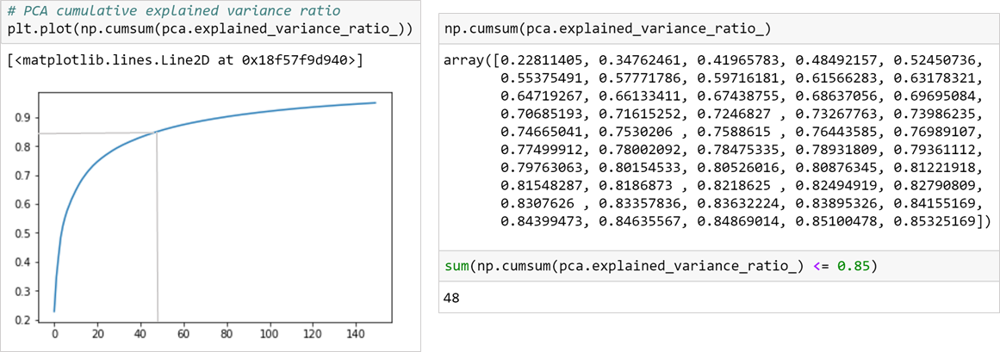 # PCA cumulative explained variance ratio
plt.plot(np.cumsum(pca.explained_variance_ratio_))
[<matplotlib.lines.Line2D at 0x18f57f9d940>]
0.9
0.8
0.7
0.6
0.5
0.4
0.3
0.2
0 20 40 60 80 100 120 140
np.cumsum(pca.explained_variance_ratio_)
array([0.22811405, 0.34762461, 0.41965783, 0.48492157, 0.52450736,
0.55375491, 0.57771786, 0.59716181, 0.61566283, 0.63178321,
0.64719267, 0.66133411, 0.67438755, 0.68637056, 0.69695084,
0.70685193, 0.71615252, 0.7246827 , 0.73267763, 0.73986235,
0.74665041, 0.7530206 , 0.7588615 , 0.76443585, 0.76989107,
0.77499912, 0.78002092, 0.78475335, 0.78931809, 0.79361112,
0.79763063, 0.80154533, 0.80526016, 0.80876345, 0.81221918,
0.81548287, 0.8186873 , 0.8218625 , 0.82494919, 0.82790809,
0.8307626 , 0.83357836, 0.83632224, 0.83895326, 0.84155169,
0.84399473, 0.84635567, 0.84869014, 0.85100478, 0.85325169])
sum(np.cumsum(pca.explained_variance_ratio_) <= 0.85)
48